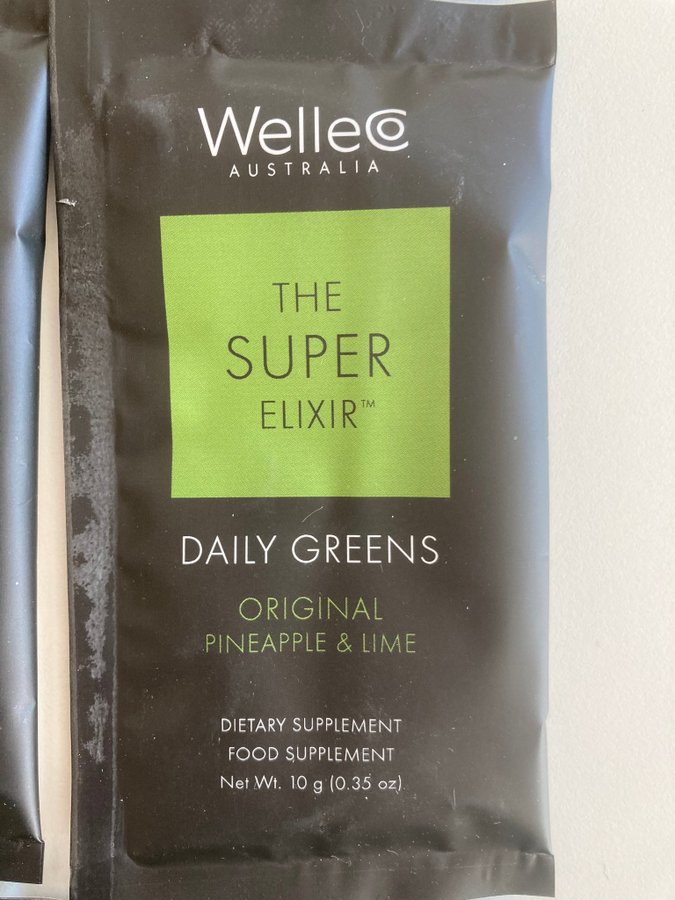 WelleCo
AUSTRALIA
THE
SUPER
ELIXIR™
DAILY GREENS
ORIGINAL
PINEAPPLE & LIME
DIETARY SUPPLEMENT
FOOD SUPPLEMENT
Net Wt. 10 g (0.35 oz)